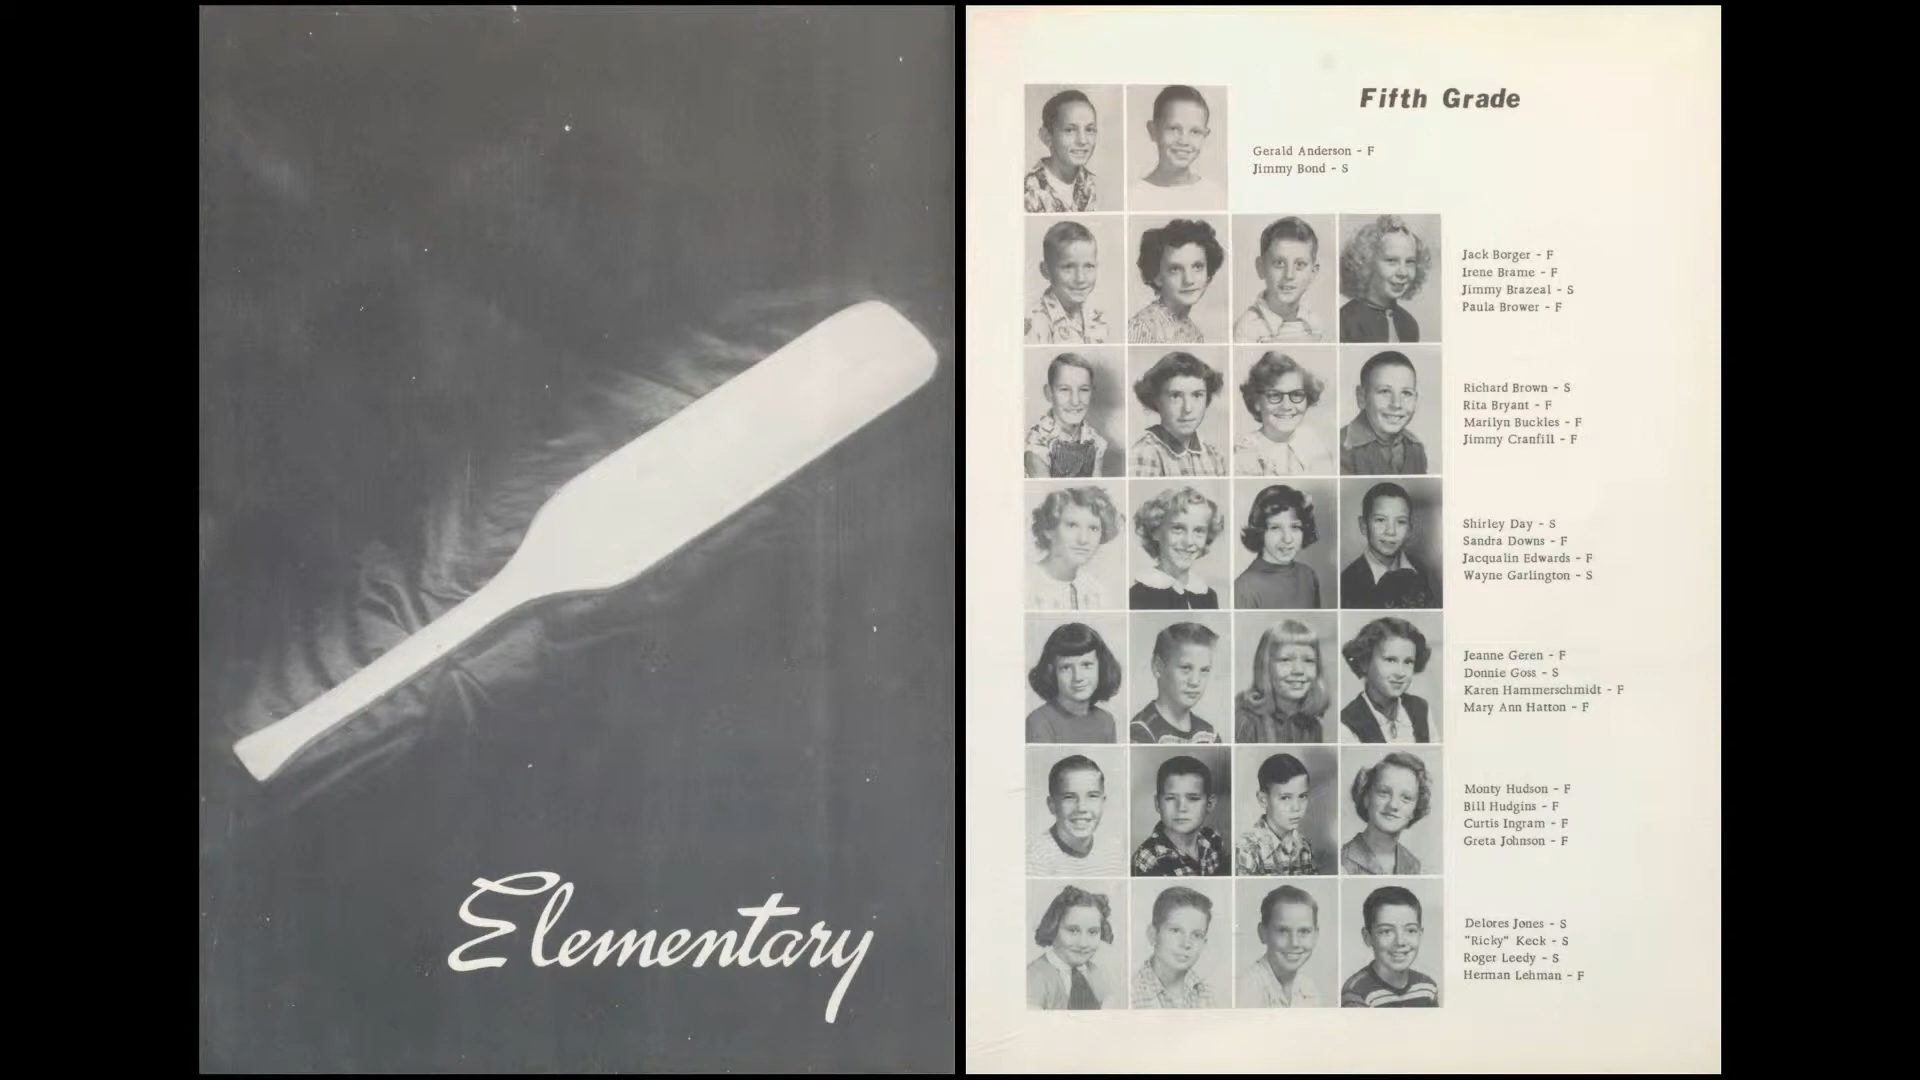 Elementary
Fifth Grade
Gerald Anderson - F
Jimmy Bond - S
Jack Borger - F
Irene Brame - F
Jimmy Brazeal - S
Paula Brower - F
Richard Brown - S
Rita Bryant - F
Marilyn Buckles - F
Jimmy Cranfill - F
Shirley Day - S
Sandra Downs - F
Jacqualin Edwards - F
Wayne Garlington - S
Jeanne Geren - F
Donnie Goss - S
Karen Hammerschmidt - F
Mary Ann Hatton - F
Monty Hudson - F
Bill Hudgins - F
Curtis Ingram - F
Greta Johnson - F
Delores Jones - S
"Ricky" Keck - S
Roger Leedy - S
Herman Lehman - F